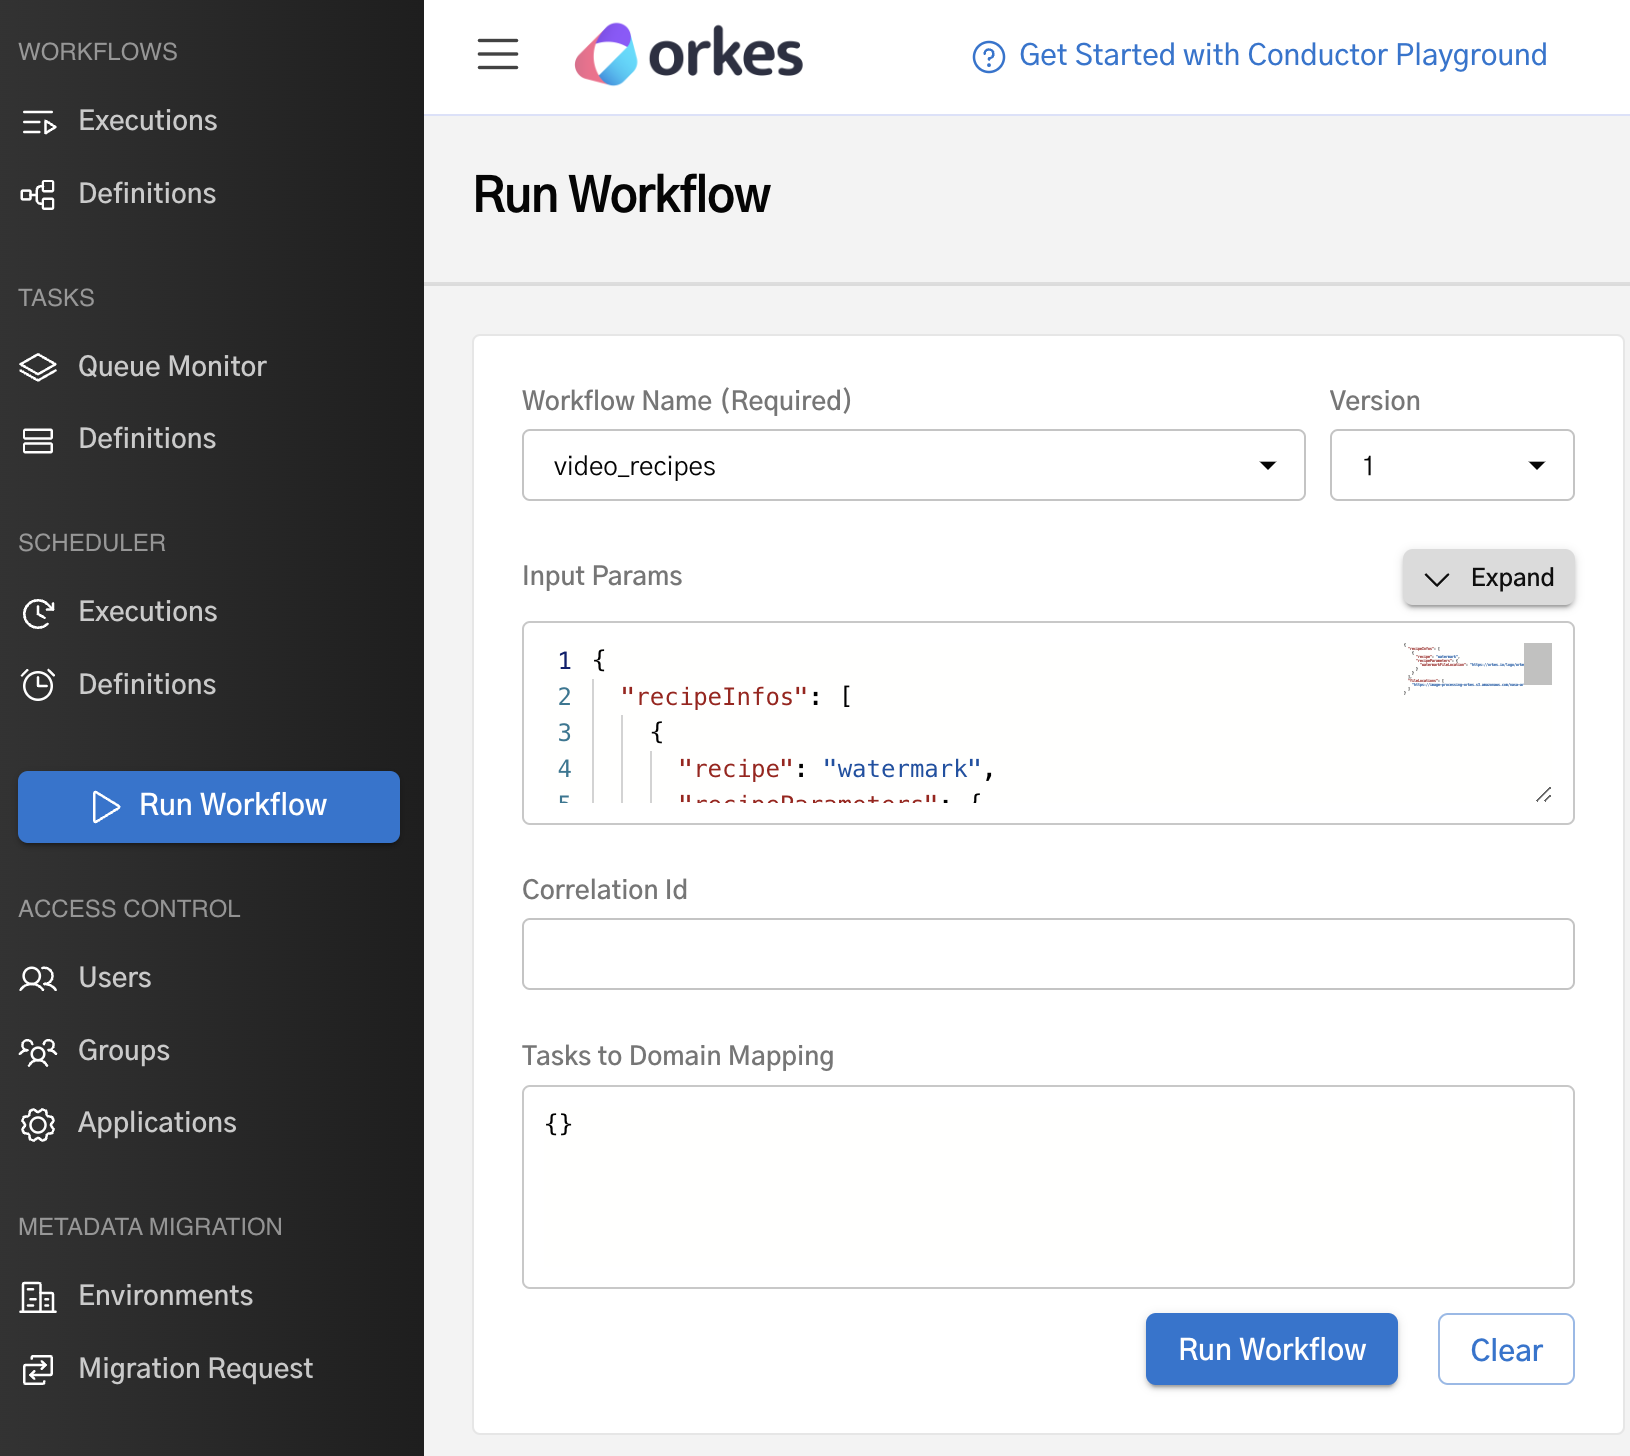 WORKFLOWS
Executions
Definitions
TASKS
Queue Monitor
Definitions
SCHEDULER
Executions
Definitions
Run Workflow
ACCESS CONTROL
Users
Groups
Applications
METADATA MIGRATION
Environments
Migration Request
orkes
Get Started with Conductor Playground
Run Workflow
Workflow Name (Required)
Version
video_recipes
1
Input Params
Expand
1 {
2 "recipeInfos": [
3 {
4 "recipe": "watermark",
5 "recipeParameters": {
Correlation Id
Tasks to Domain Mapping
{}
Run Workflow
Clear